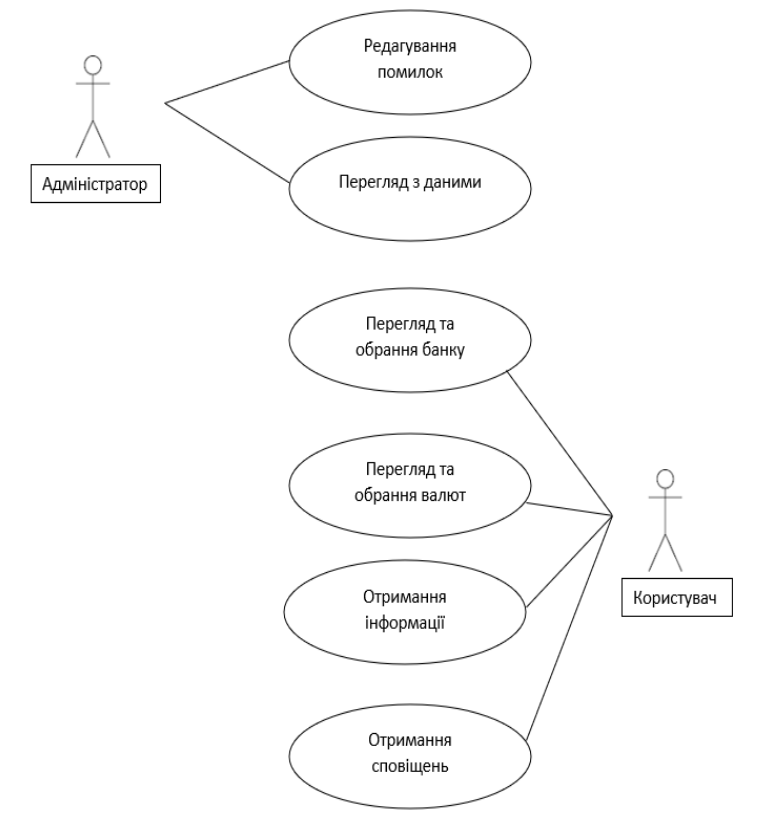 Редагування
помилок
Адміністратор
Перегляд з даними
Перегляд та
обрання банку
Перегляд та
обрання валют
Отримання
інформації
Користувач
Отримання
сповіщень